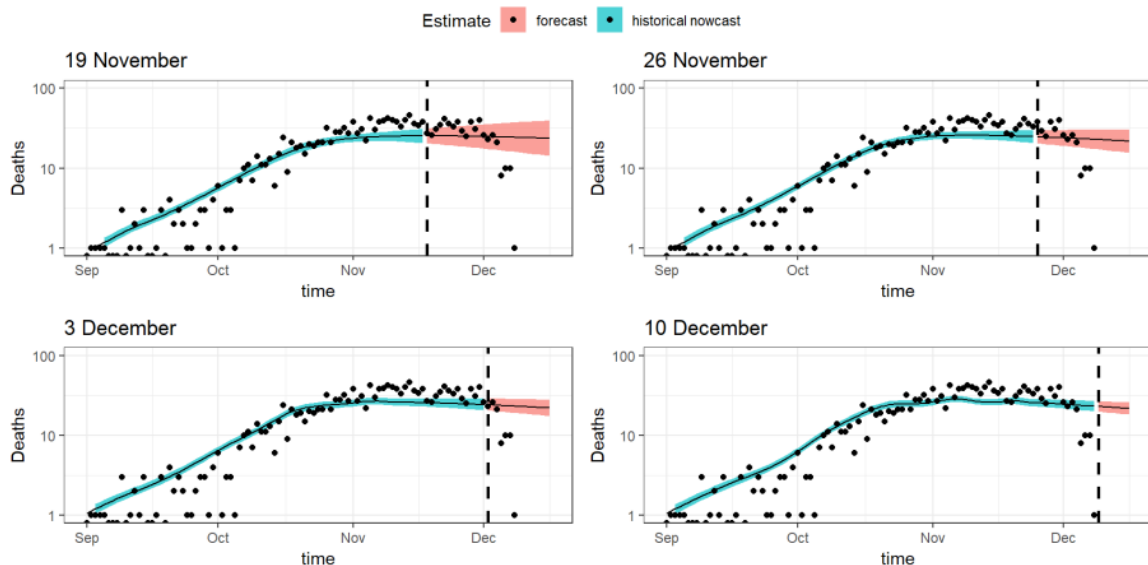 Estimate forecast historical nowcast
19 November
26 November
100
10
1
Deaths
Sep Oct Nov Dec
time
100
10
1
Deaths
Sep Oct Nov Dec
time
3 December
10 December
100
10
1
Deaths
Sep Oct Nov Dec
time
100
10
1
Deaths
Sep Oct Nov Dec
time